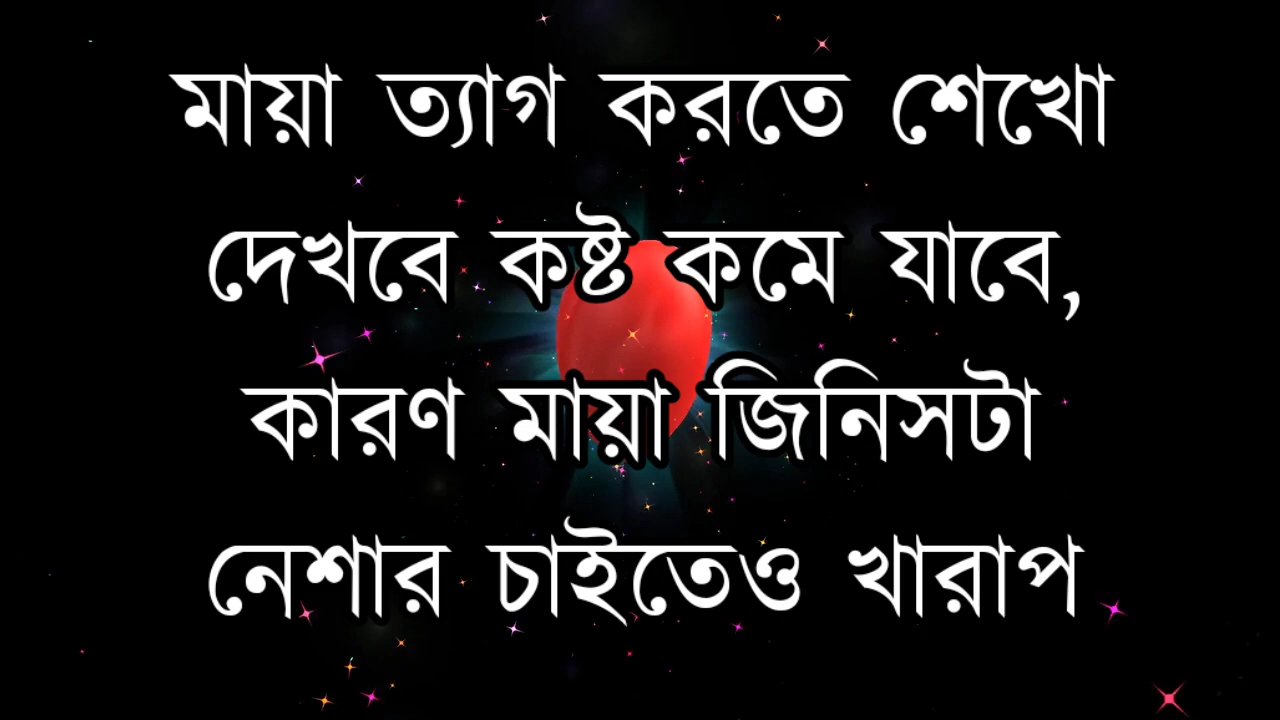 মায়া ত্যাগ করতে শেখো
দেখবে কষ্ট কমে যাবে,
কারণ মায়া জিনিসটা
নেশার চাইতেও খারাপ